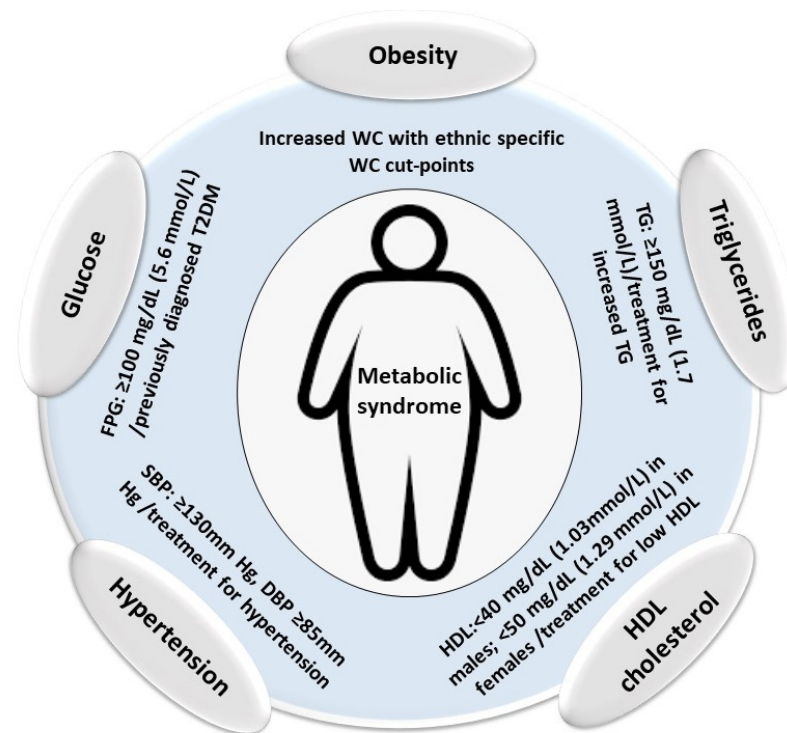 Obesity
Increased WC with ethnic specific
WC cut-points
Triglycerides
TG: ≥150 mg/dL (1.7
mmol/L)/treatment for
increased TG
HDL
cholesterol
HDL:<40 mg/dL (1.03mmol/L) in
males; <50 mg/dL (1.29 mmol/L) in
females /treatment for low HDL
Hypertension
SBP: ≥130mm Hg, DBP ≥85mm
Hg /treatment for hypertension
Glucose
FPG: ≥100 mg/dL (5.6 mmol/L)
/previously diagnosed T2DM
Metabolic
syndrome